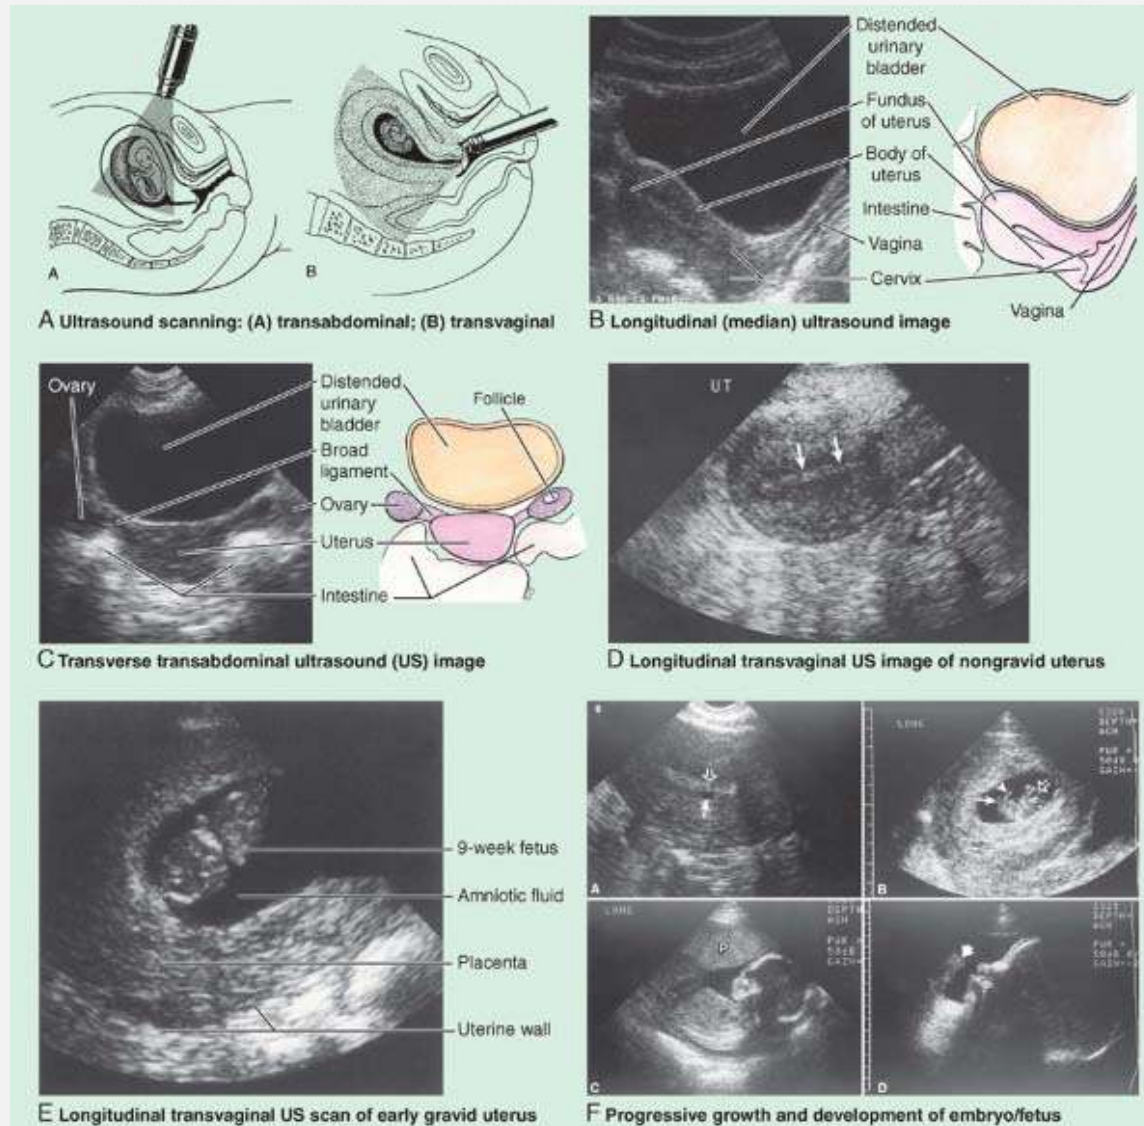 A
B
A Ultrasound scanning: (A) transabdominal; (B) transvaginal
Distended
urinary
bladder
Fundus
of uterus
Body of
uterus
Intestine
Vagina
Cervix
Vagina
B Longitudinal (median) ultrasound image
Ovary
Distended
urinary
bladder
Broad
ligament
Ovary
Uterus
Intestine
Follicle
C Transverse transabdominal ultrasound (US) image
UT
D Longitudinal transvaginal US image of nongravid uterus
9-week fetus
Amniotic fluid
Placenta
Uterine wall
E Longitudinal transvaginal US scan of early gravid uterus
A
LONG
B
LONG
P
C
D
F Progressive growth and development of embryo/fetus